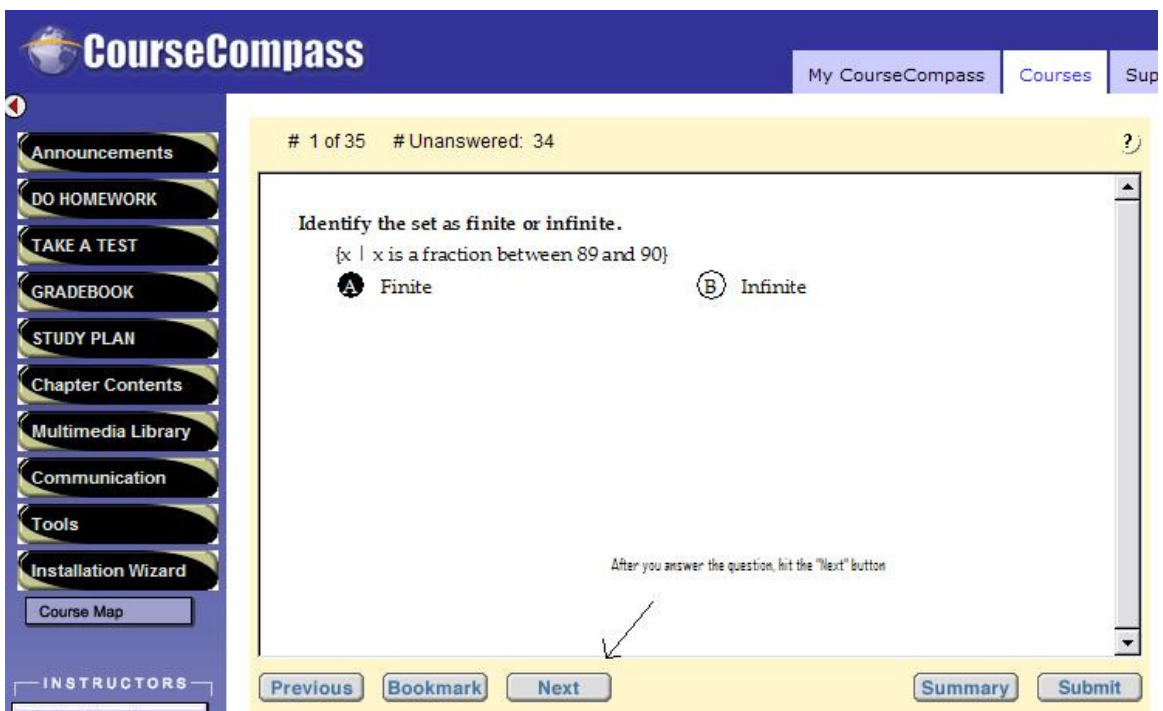 CourseCompass
My CourseCompass Courses Sup
Announcements
DO HOMEWORK
TAKE A TEST
GRADEBOOK
STUDY PLAN
Chapter Contents
Multimedia Library
Communication
Tools
Installation Wizard
Course Map
INSTRUCTORS
# 1 of 35 # Unanswered: 34 ?
Identify the set as finite or infinite.
{x | x is a fraction between 89 and 90}
A Finite B Infinite
After you answer the question, hit the "Next" button
Previous Bookmark Next Summary Submit